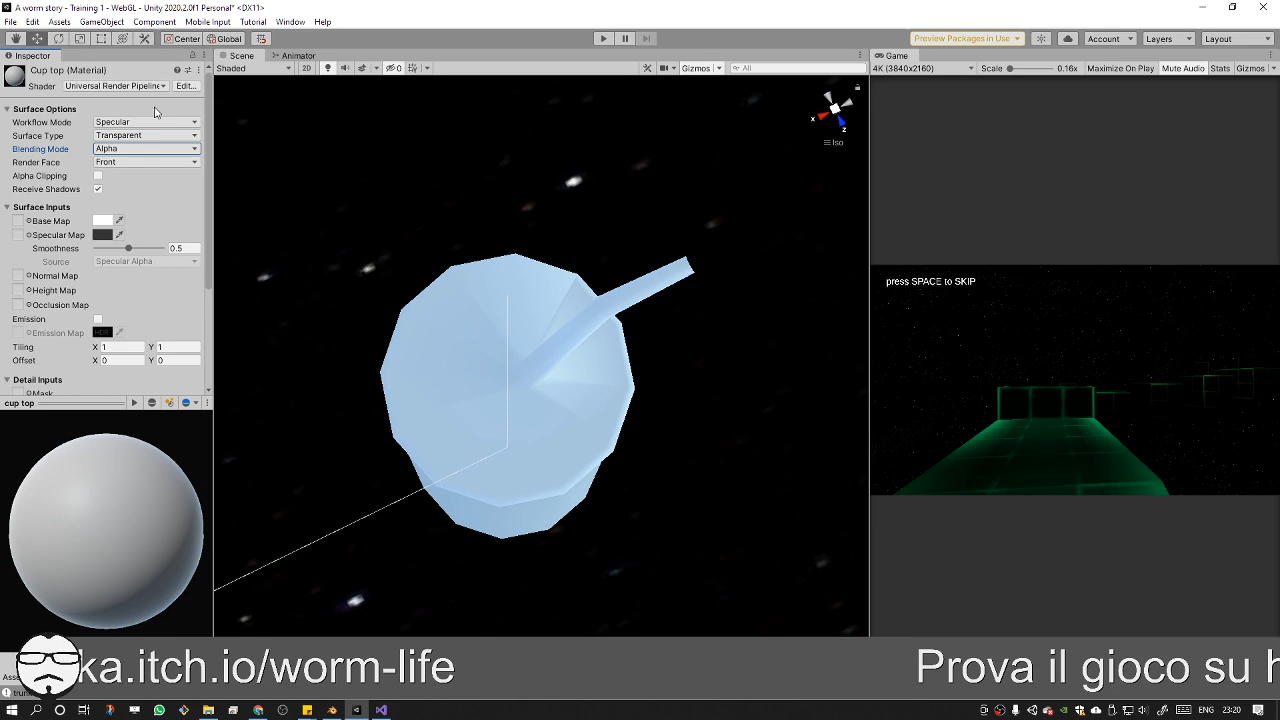 A worm story - Training 1 - WebGL - Unity 2020.2.0f1 Personal* <DX11>
File Edit Assets GameObject Component Mobile Input Tutorial Window Help
Center Global Preview Packages in Use Account Layers Layout
Inspector
Cup top (Material)
Shader Universal Render Pipeline Edit...
Surface Options
Workflow Mode Specular
Surface Type Transparent
Blending Mode Alpha
Render Face Front
Alpha Clipping
Receive Shadows
Surface Inputs
Base Map
Specular Map
Smoothness 0.5
Source Specular Alpha
Normal Map
Height Map
Occlusion Map
Emission
Emission Map HDR
Tiling X 1 Y 1
Offset X 0 Y 0
Detail Inputs
Mask
cup top
Scene Animator
Shaded 2D 0 Gizmos All
x
z
Iso
Game
4K (3840x2160) Scale 0.16x Maximize On Play Mute Audio Stats Gizmos
press SPACE to SKIP
ka.itch.io/worm-life Prova il gioco su h
ENG 23:20